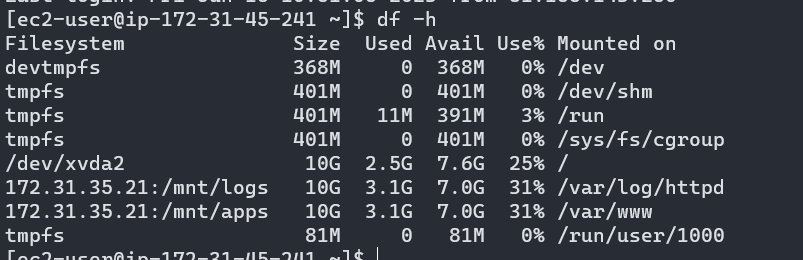 [ec2-user@ip-172-31-45-241 ~]$ df -h
Filesystem Size Used Avail Use% Mounted on
devtmpfs 368M 0 368M 0% /dev
tmpfs 401M 0 401M 0% /dev/shm
tmpfs 401M 11M 391M 3% /run
tmpfs 401M 0 401M 0% /sys/fs/cgroup
/dev/xvda2 10G 2.5G 7.6G 25% /
172.31.35.21:/mnt/logs 10G 3.1G 7.0G 31% /var/log/httpd
172.31.35.21:/mnt/apps 10G 3.1G 7.0G 31% /var/www
tmpfs 81M 0 81M 0% /run/user/1000
[ec2-user@ip-172-31-45-241 ~]$